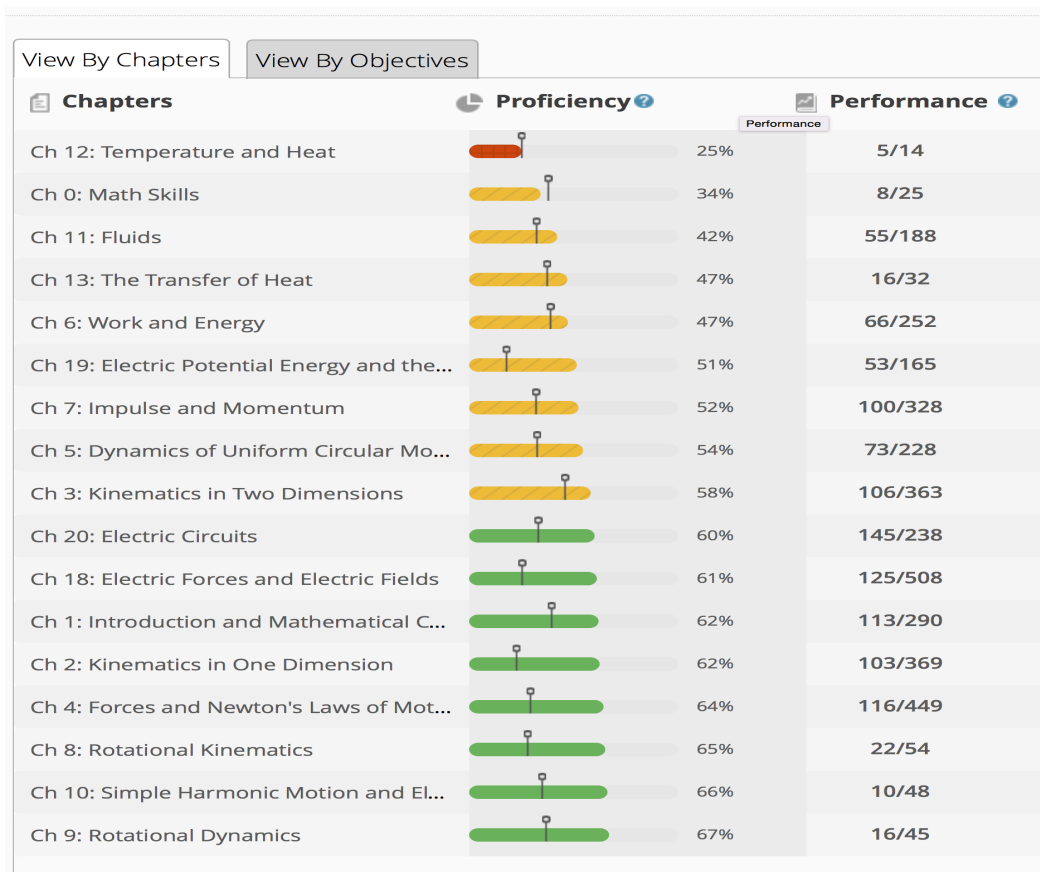 View By Chapters View By Objectives
Chapters Proficiency ? Performance ?
Performance
Ch 12: Temperature and Heat 25% 5/14
Ch 0: Math Skills 34% 8/25
Ch 11: Fluids 42% 55/188
Ch 13: The Transfer of Heat 47% 16/32
Ch 6: Work and Energy 47% 66/252
Ch 19: Electric Potential Energy and the... 51% 53/165
Ch 7: Impulse and Momentum 52% 100/328
Ch 5: Dynamics of Uniform Circular Mo... 54% 73/228
Ch 3: Kinematics in Two Dimensions 58% 106/363
Ch 20: Electric Circuits 60% 145/238
Ch 18: Electric Forces and Electric Fields 61% 125/508
Ch 1: Introduction and Mathematical C... 62% 113/290
Ch 2: Kinematics in One Dimension 62% 103/369
Ch 4: Forces and Newton's Laws of Mot... 64% 116/449
Ch 8: Rotational Kinematics 65% 22/54
Ch 10: Simple Harmonic Motion and El... 66% 10/48
Ch 9: Rotational Dynamics 67% 16/45